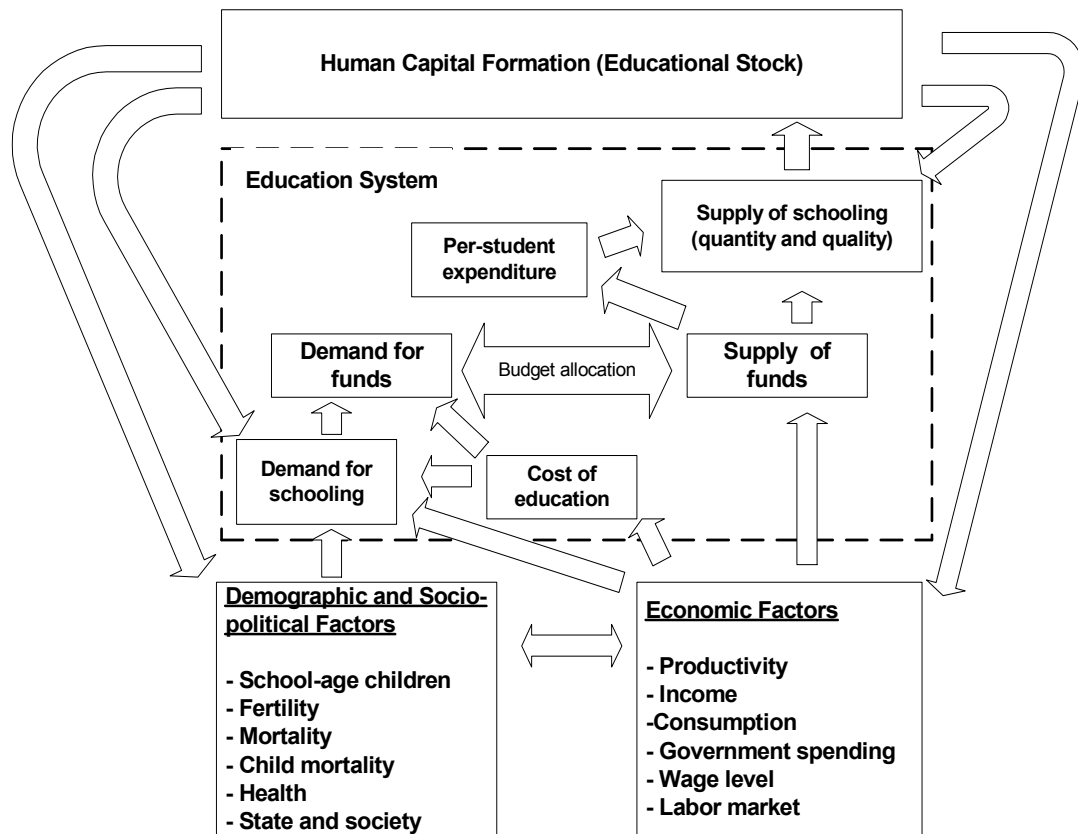 Human Capital Formation (Educational Stock)
Education System
Supply of schooling
(quantity and quality)
Per-student
expenditure
Demand for
funds
Budget allocation
Supply of
funds
Demand for
schooling
Cost of
education
Demographic and Socio-
political Factors
- School-age children
- Fertility
- Mortality
- Child mortality
- Health
- State and society
Economic Factors
- Productivity
- Income
-Consumption
- Government spending
- Wage level
- Labor market